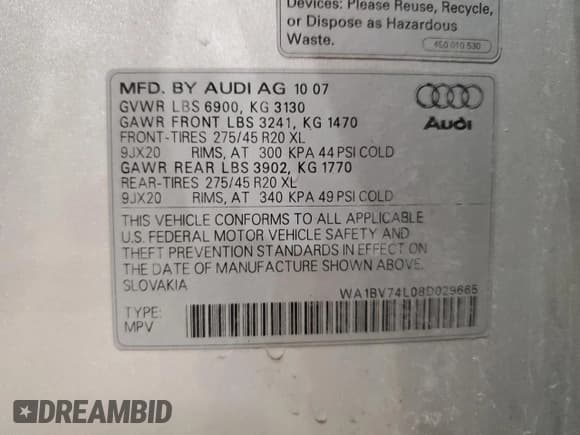 Devices: Please Reuse, Recycle,
or Dispose as Hazardous
Waste.
4E0 010 530
MFD. BY AUDI AG 10 07
GVWR LBS 6900, KG 3130
GAWR FRONT LBS 3241, KG 1470
FRONT-TIRES 275/45 R20 XL
9JX20 RIMS, AT 300 KPA 44 PSI COLD
GAWR REAR LBS 3902, KG 1770
REAR-TIRES 275/45 R20 XL
9JX20 RIMS, AT 340 KPA 49 PSI COLD
THIS VEHICLE CONFORMS TO ALL APPLICABLE
U.S. FEDERAL MOTOR VEHICLE SAFETY AND
THEFT PREVENTION STANDARDS IN EFFECT ON
THE DATE OF MANUFACTURE SHOWN ABOVE.
SLOVAKIA
WA1BV74L08D029665
TYPE:
MPV
Audi
DREAMBID